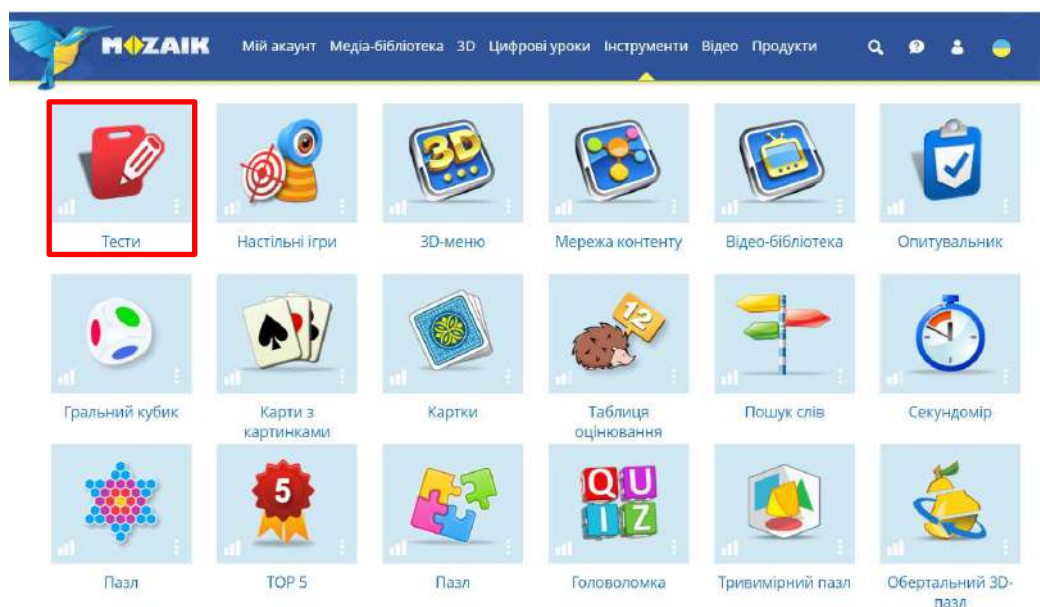 MOZAIK Мій акаунт Медіа-бібліотека 3D Цифрові уроки Інструменти Відео Продукти
3D
12
Тести Настільні ігри 3D-меню Мережа контенту Відео-бібліотека Опитувальник
Гральний кубик Карти з картинками Картки Таблиця оцінювання Пошук слів Секундомір
5
QU
IZ
Пазл TOP 5 Пазл Головоломка Тривимірний пазл Обертальний 3D-
пазл